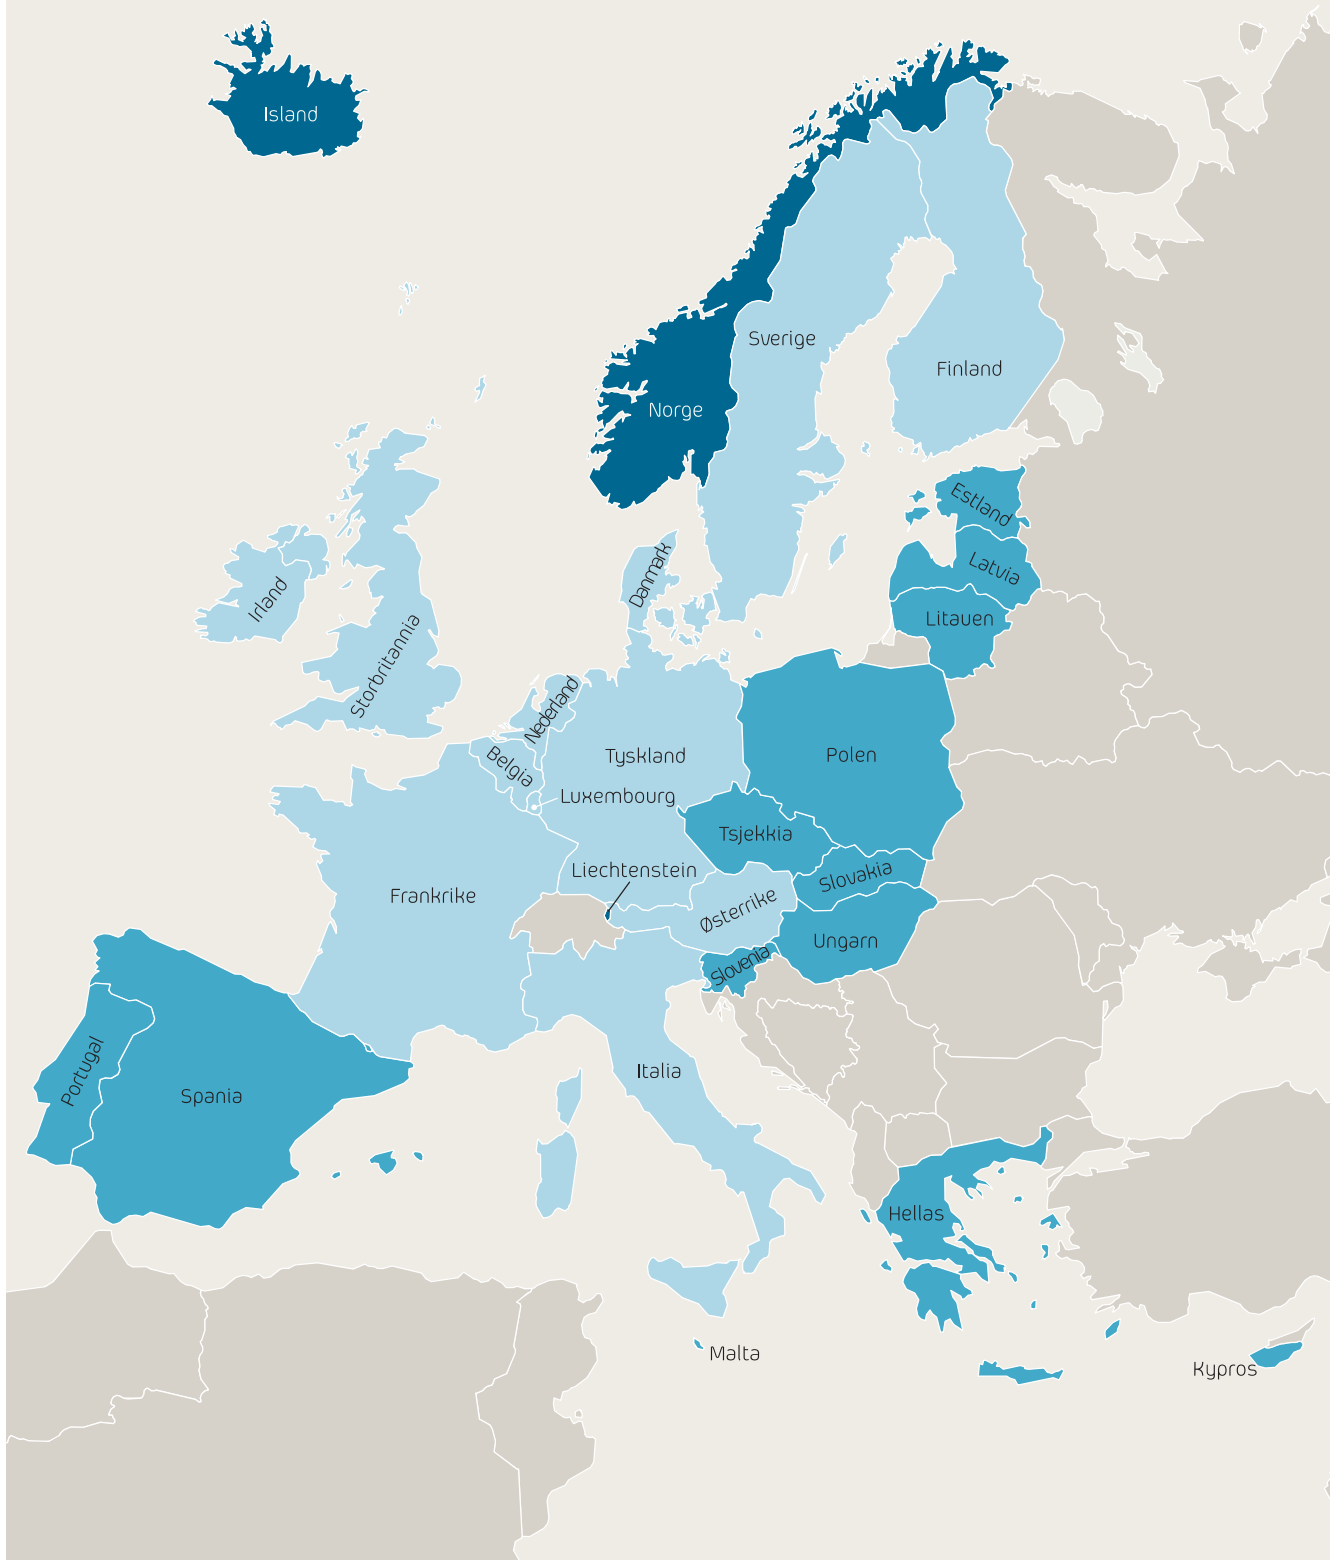 Island
Sverige
Finland
Norge
Estland
Latvia
Litauen
Danmark
Irland
Storbritannia
Nederland
Belgia
Tyskland
Polen
Luxembourg
Tsjekkia
Liechtenstein
Slovakia
Frankrike
Østerrike
Ungarn
Slovenia
Portugal
Spania
Italia
Hellas
Malta
Kypros